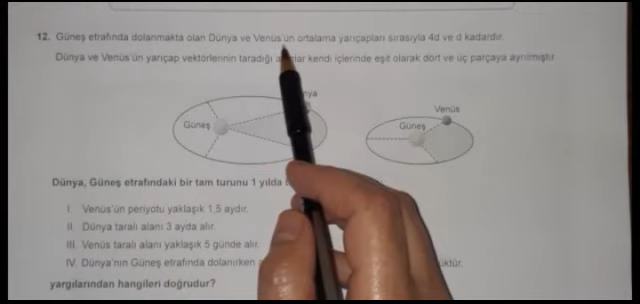 12. Güneş etrafında dolanmakta olan Dünya ve Venüs'ün ortalama yarıçapları sırasıyla 4d ve d kadardır.
Dünya ve Venüs'ün yarıçap vektörlerinin taradığı kendi içlerinde eşit olarak dört ve üç parçaya ayrılmıştır
Venüs
Güneş
Güneş
Dünya, Güneş etrafındaki bir tam turunu 1 yılda
I. Venüs'ün periyotu yaklaşık 1,5 aydır.
II. Dünya taralı alanı 3 ayda alır.
III. Venüs taralı alanı yaklaşık 5 günde alır.
IV. Dünya'nın Güneş etrafında dolanırken
yargılarından hangileri doğrudur?